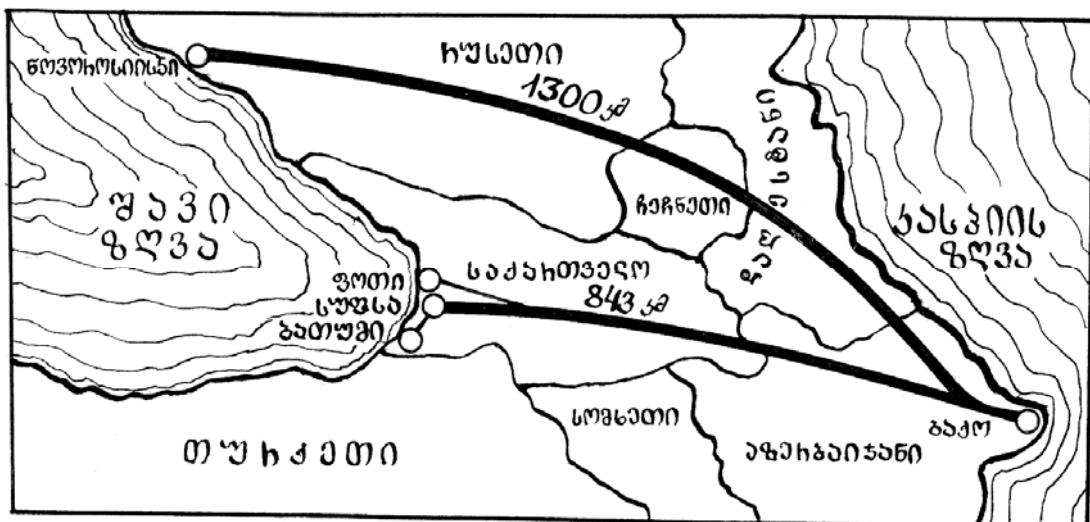 რუსეთი
ნოვოროსიისკი
1300 კმ
დაღესტანი
ჩეჩნეთი
შავი
ზღვა
კასპიის
ზღვა
საქართველო
ფოთი
843 კმ
სუფსა
ბათუმი
სომხეთი
ბაქო
თურქეთი
აზერბაიჯანი